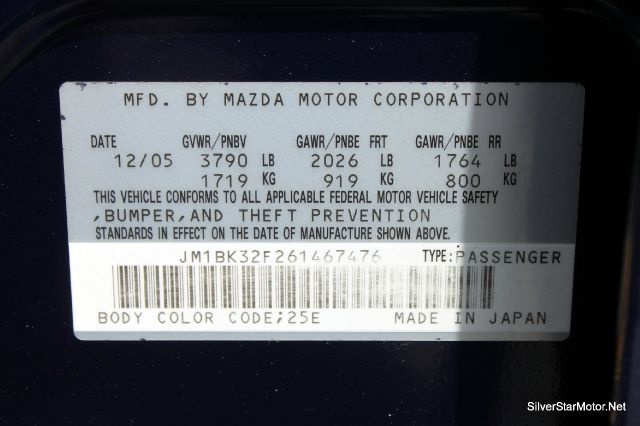 MFD. BY MAZDA MOTOR CORPORATION
DATE GVWR/PNBV GAWR/PNBE FRT GAWR/PNBE RR
12/05 3790 LB 2026 LB 1764 LB
1719 KG 919 KG 800 KG
THIS VEHICLE CONFORMS TO ALL APPLICABLE FEDERAL MOTOR VEHICLE SAFETY
,BUMPER,AND THEFT PREVENTION
STANDARDS IN EFFECT ON THE DATE OF MANUFACTURE SHOWN ABOVE.
JM1BK32F261467476 TYPE:PASSENGER
BODY COLOR CODE;25E MADE IN JAPAN
SilverStarMotor.Net